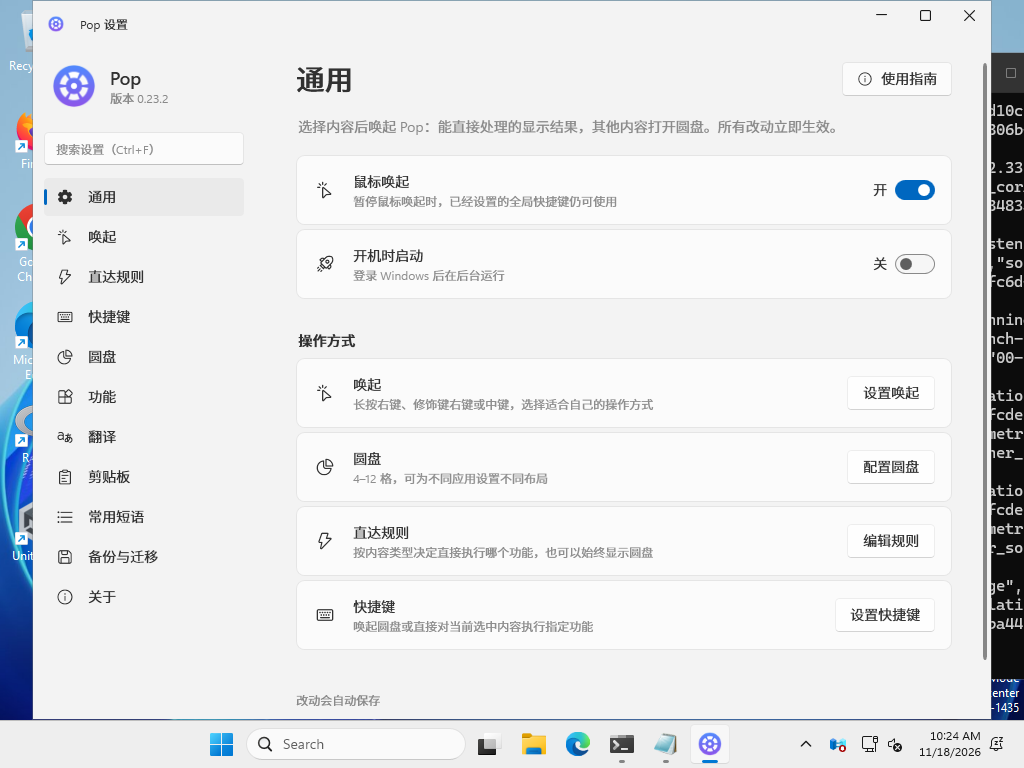 Pop 设置
Pop
版本 0.23.2
搜索设置（Ctrl+F）
通用
唤起
直达规则
快捷键
圆盘
功能
翻译
剪贴板
常用短语
备份与迁移
关于
通用
使用指南
选择内容后唤起 Pop：能直接处理的显示结果，其他内容打开圆盘。所有改动立即生效。
鼠标唤起
暂停鼠标唤起时，已经设置的全局快捷键仍可使用
开
开机时启动
登录 Windows 后在后台运行
关
操作方式
唤起
长按右键、修饰键右键或中键，选择适合自己的操作方式
设置唤起
圆盘
4–12 格，可为不同应用设置不同布局
配置圆盘
直达规则
按内容类型决定直接执行哪个功能，也可以始终显示圆盘
编辑规则
快捷键
唤起圆盘或直接对当前选中内容执行指定功能
设置快捷键
改动会自动保存
Search
10:24 AM
11/18/2026